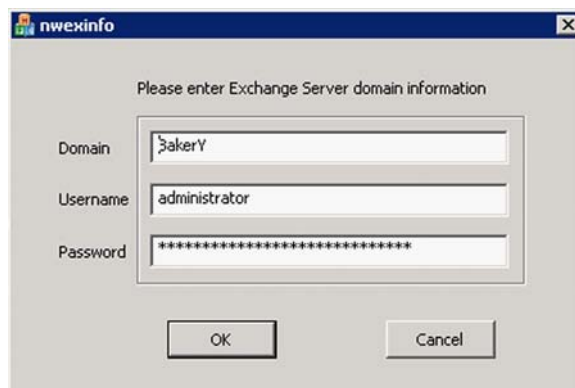 nwexinfo
Please enter Exchange Server domain information
Domain
BakerY
Username
administrator
Password
*****************************
OK
Cancel